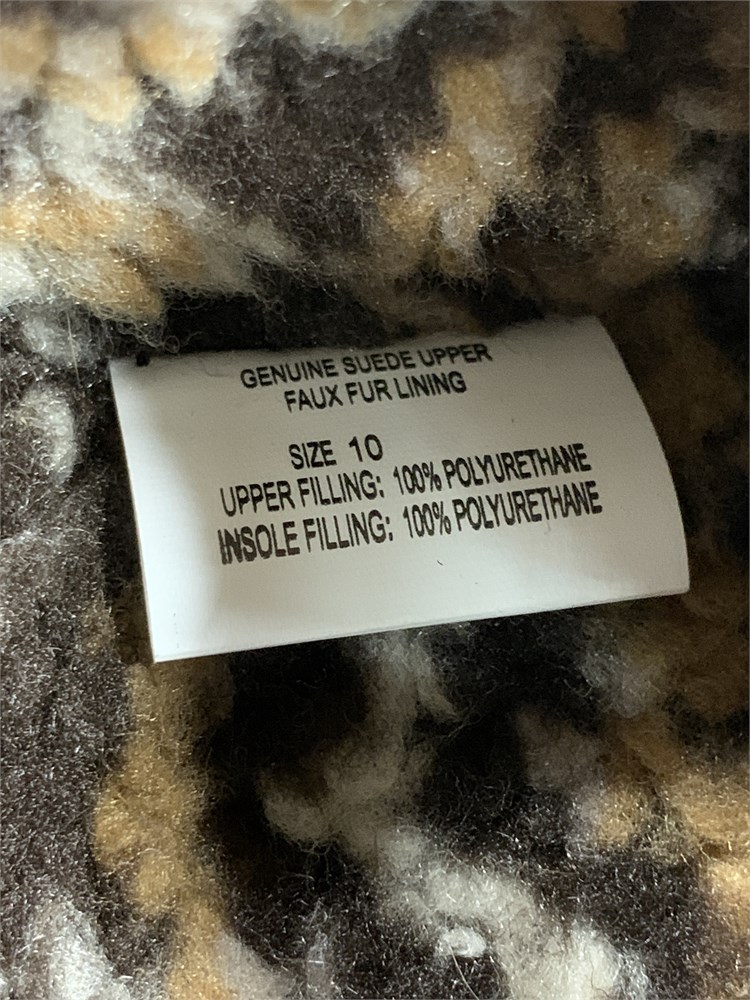 GENUINE SUEDE UPPER
FAUX FUR LINING
SIZE 10
UPPER FILLING: 100% POLYURETHANE
INSOLE FILLING: 100% POLYURETHANE